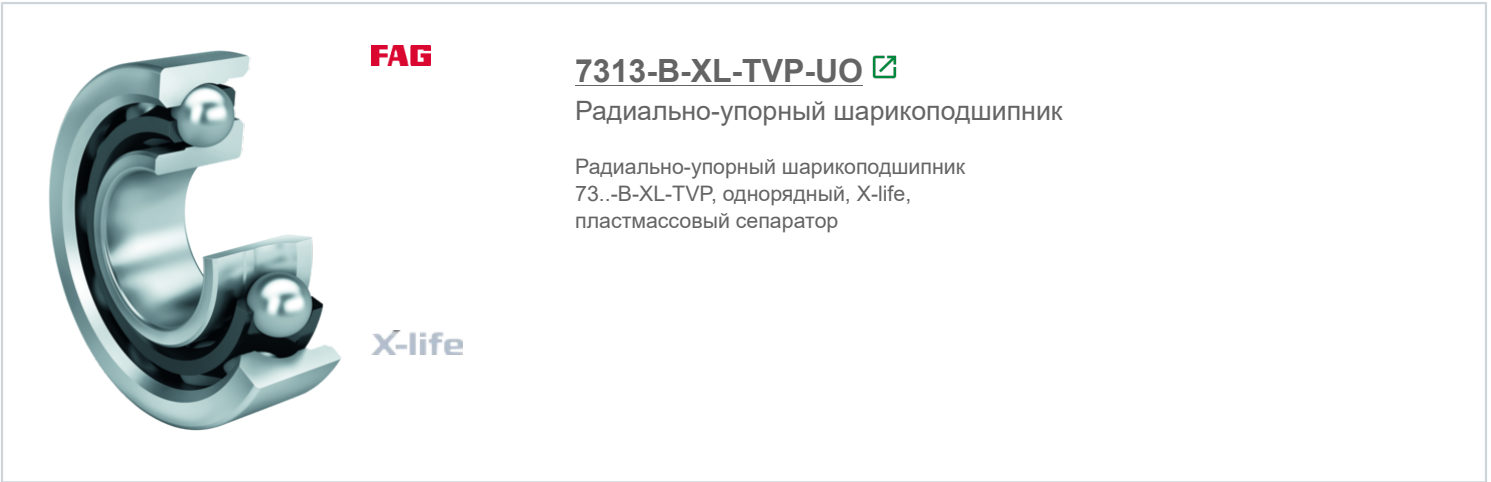 FAG
7313-B-XL-TVP-UO
Радиально-упорный шарикоподшипник
Радиально-упорный шарикоподшипник
73..-B-XL-TVP, однорядный, X-life,
пластмассовый сепаратор
X-life